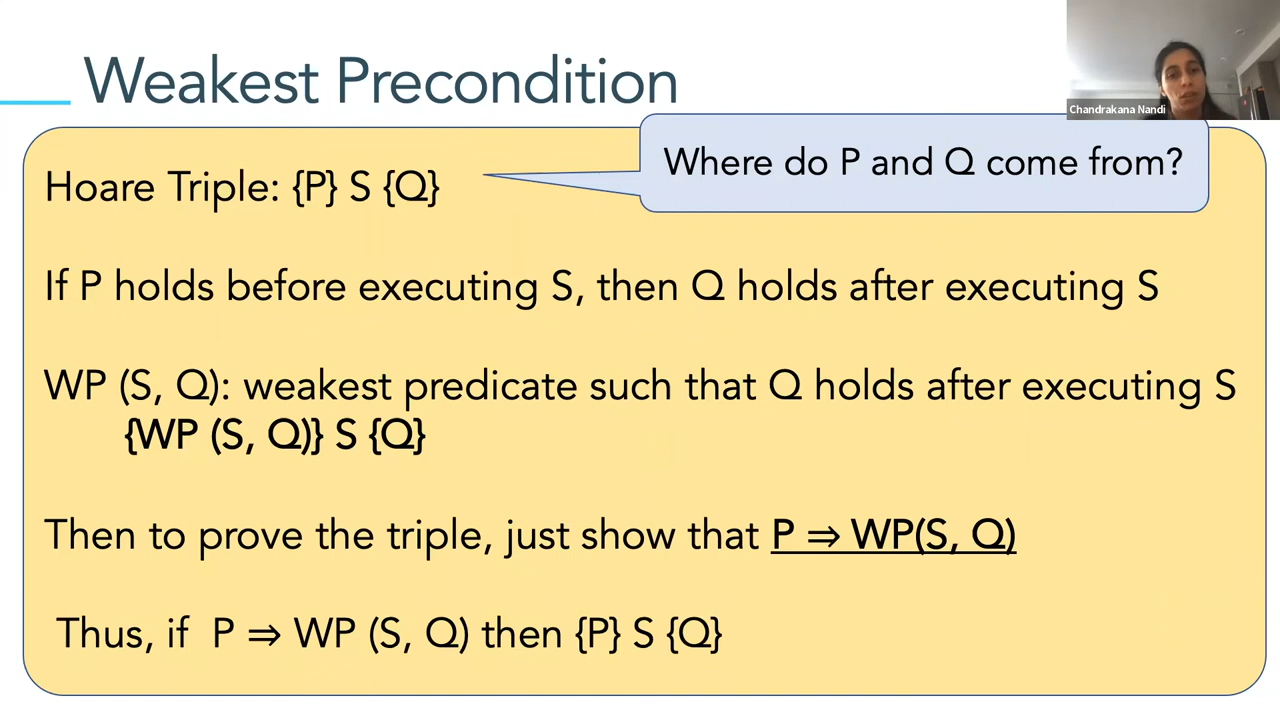 Weakest Precondition
Chandrakana Nandi
Where do P and Q come from?
Hoare Triple: {P} S {Q}
If P holds before executing S, then Q holds after executing S
WP (S, Q): weakest predicate such that Q holds after executing S
{WP (S, Q)} S {Q}
Then to prove the triple, just show that P ⇒ WP(S, Q)
Thus, if P ⇒ WP (S, Q) then {P} S {Q}